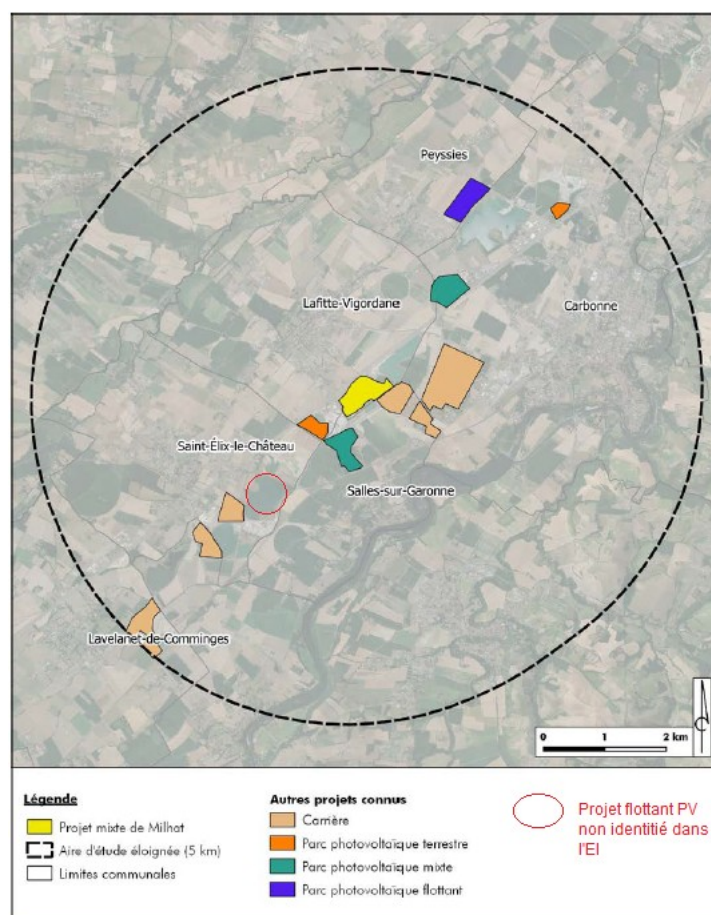 Peyssies
Lafitte-Vigordane
Carbonne
Saint-Élix-le-Château
Salles-sur-Garonne
Lavelanet-de-Comminges
0 1 2 km
Légende
Projet mixte de Milhat
Aire d'étude éloignée (5 km)
Limites communales
Autres projets connus
Carrière
Parc photovoltaïque terrestre
Parc photovoltaïque mixte
Parc photovoltaïque flottant
Projet flottant PV
non identitié dans
l'EI